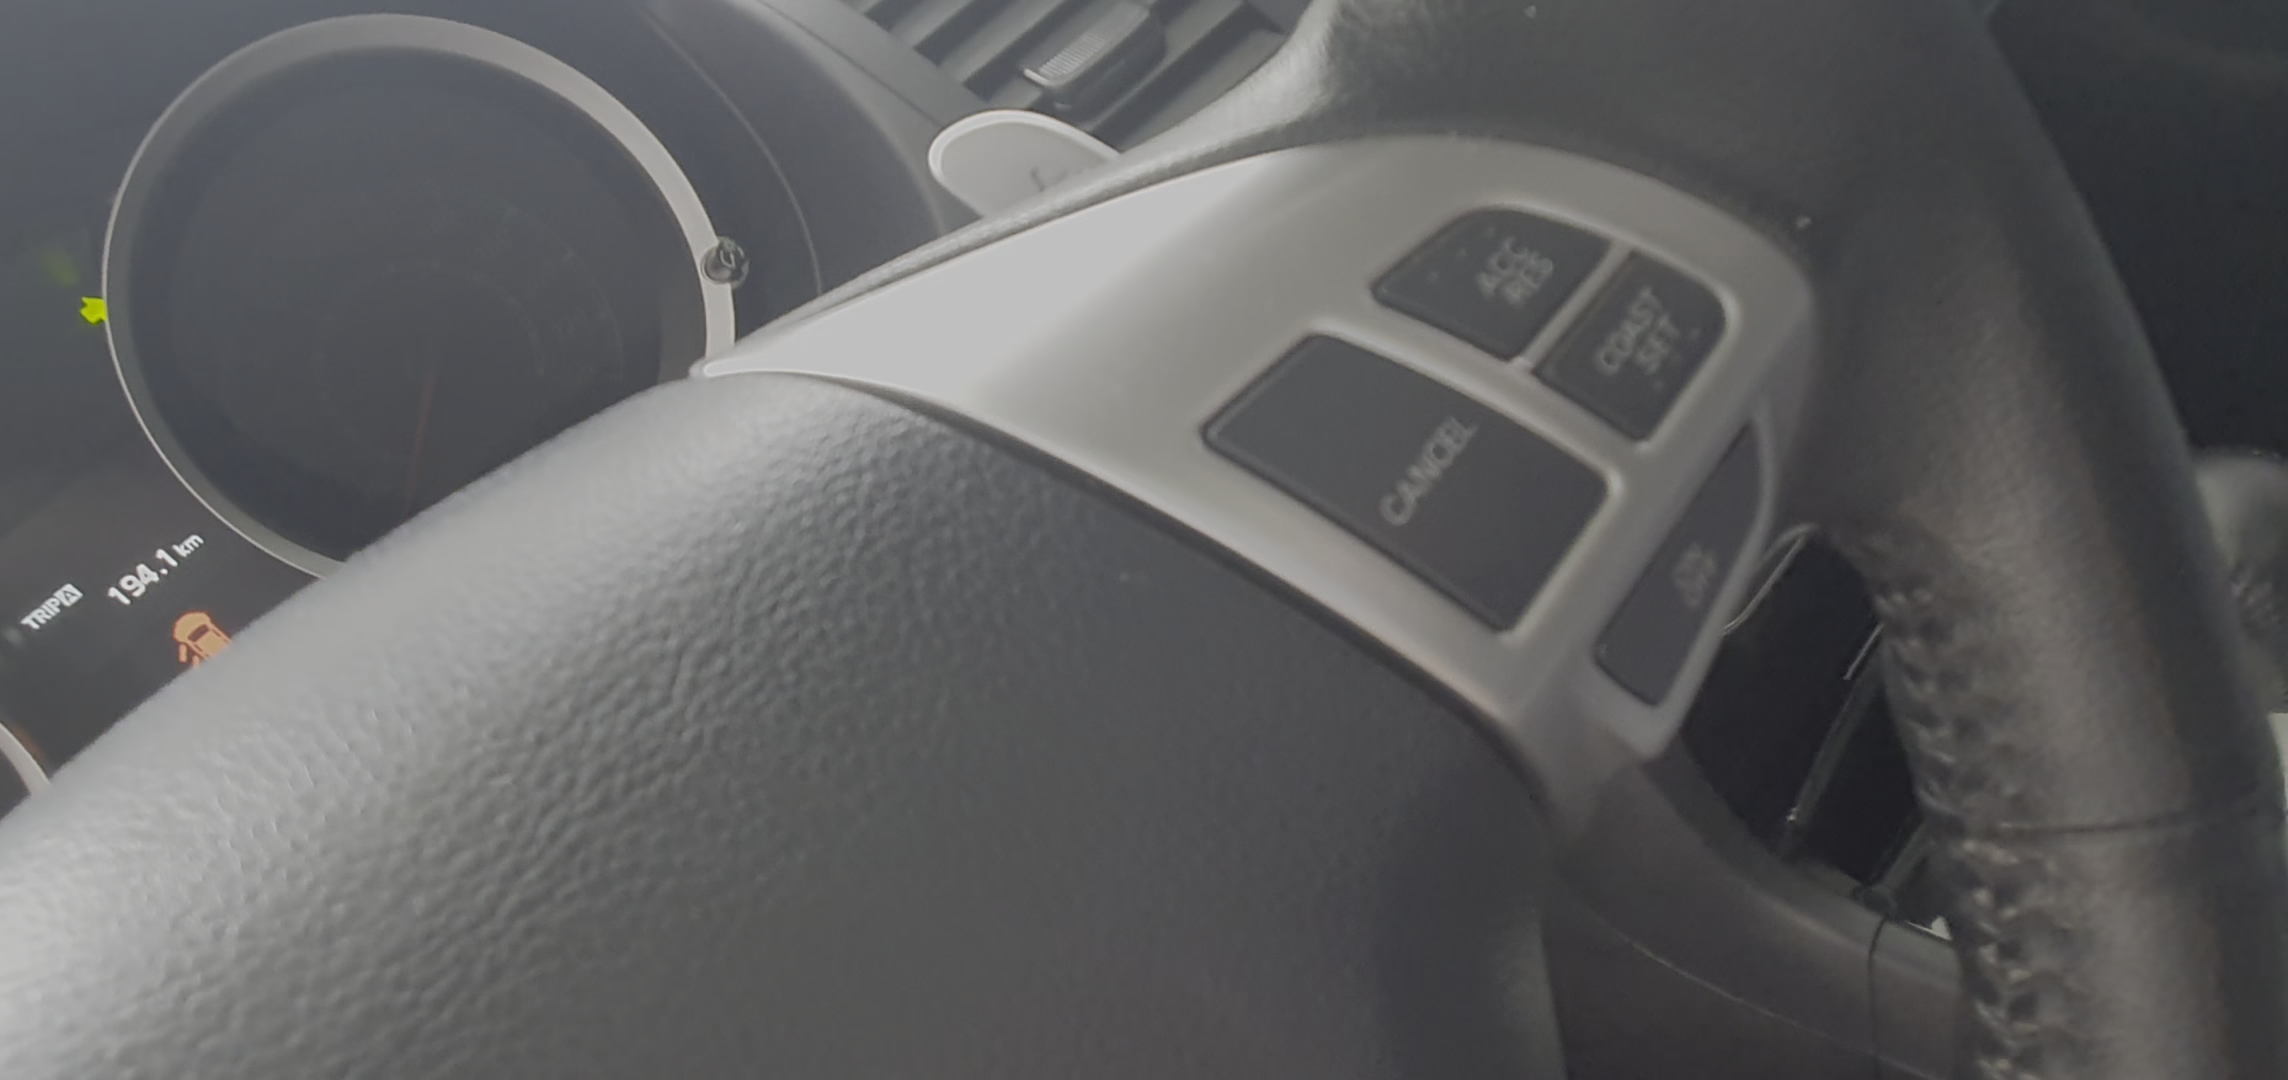 ACC
RES
COAST
SET
CANCEL
TRIP A
194.1 km